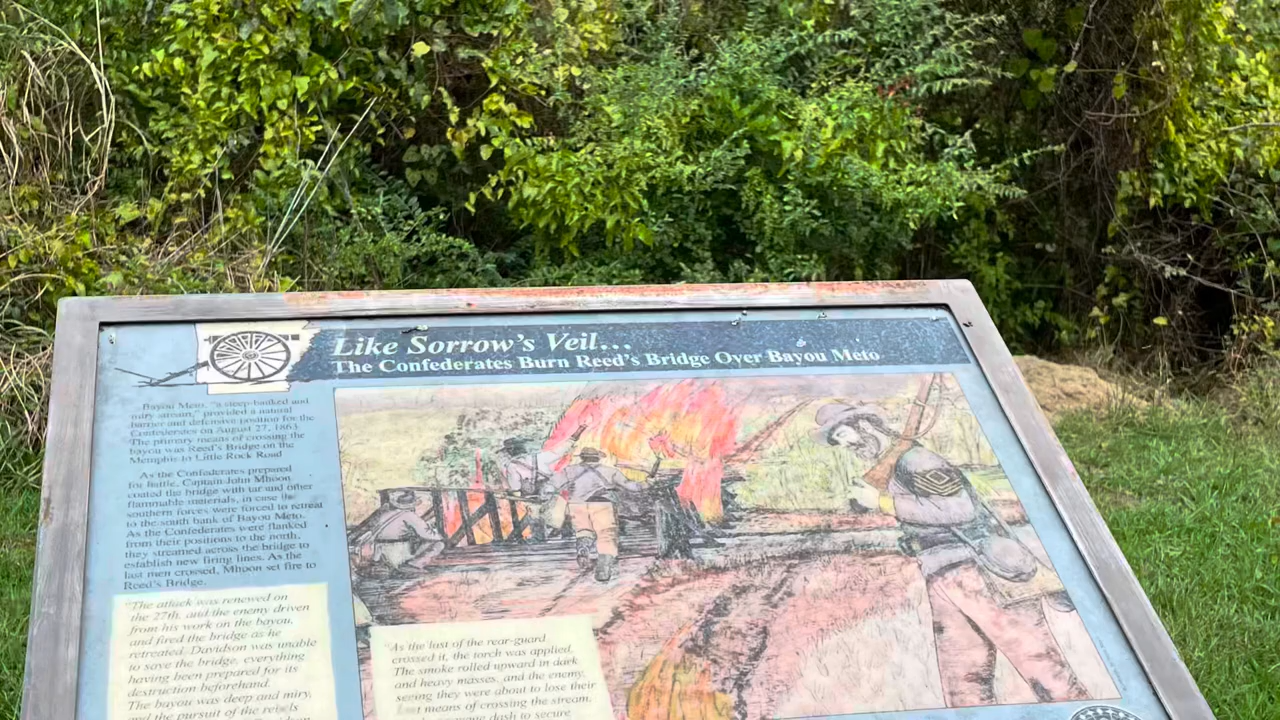 Like Sorrow's Veil...
The Confederates Burn Reed's Bridge Over Bayou Meto
Bayou Meto, "a steep-banked and
miry stream," provided a natural
barrier and defensive position for the
Confederates on August 27, 1863.
The primary means of crossing the
bayou was Reed's Bridge on the
Memphis to Little Rock Road
As the Confederates prepared
for battle, Captain John Mhoon
coated the bridge with tar and other
flammable materials, in case the
southern forces were forced to retreat
to the south bank of Bayou Meto.
As the Confederates were flanked
from their positions to the north,
they streamed across the bridge to
establish new firing lines. As the
last men crossed, Mhoon set fire to
Reed's Bridge.
"The attack was renewed on
the 27th, and the enemy driven
from his work on the bayou,
and fired the bridge as he
retreated. Davidson was unable
to save the bridge, everything
having been prepared for its
destruction beforehand.
The bayou was deep and miry,
and the pursuit of the rebels
"As the last of the rear-guard
crossed it, the torch was applied.
The smoke rolled upward in dark
and heavy masses, and the enemy,
seeing they were about to lose their
last means of crossing the stream,
dash to secure